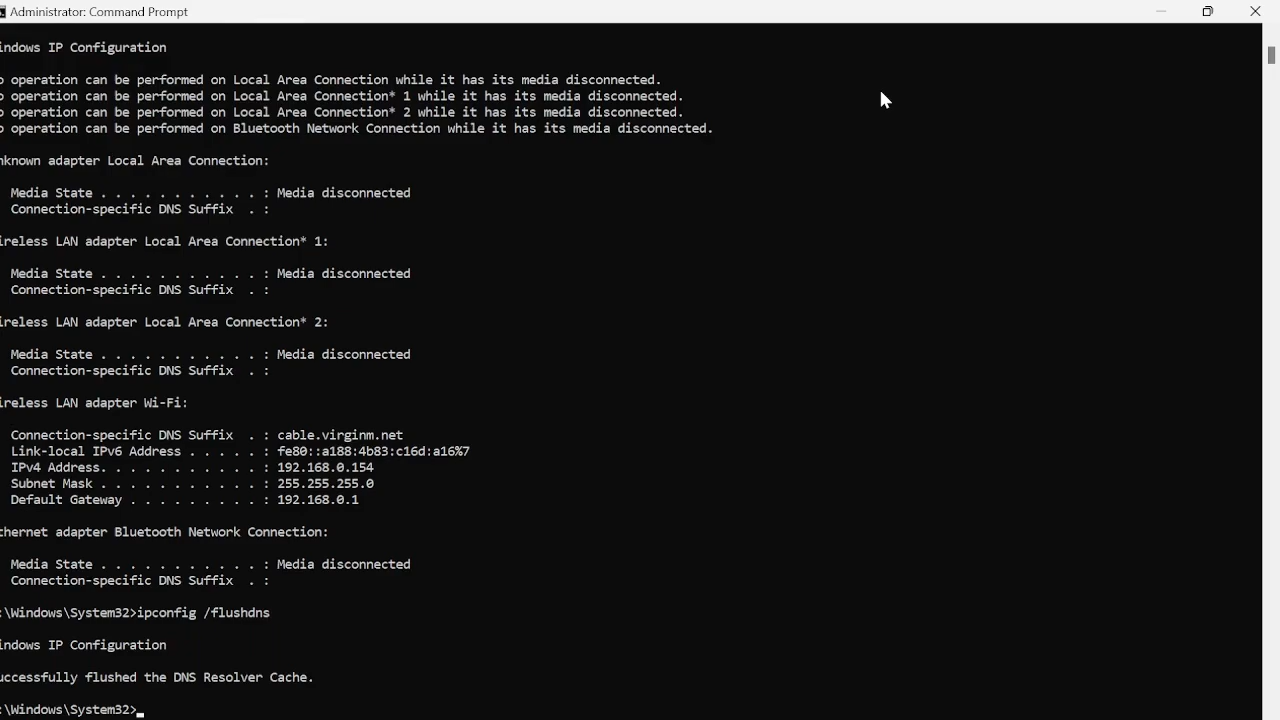 Administrator: Command Prompt
indows IP Configuration
o operation can be performed on Local Area Connection while it has its media disconnected.
o operation can be performed on Local Area Connection* 1 while it has its media disconnected.
o operation can be performed on Local Area Connection* 2 while it has its media disconnected.
o operation can be performed on Bluetooth Network Connection while it has its media disconnected.
nknown adapter Local Area Connection:
Media State . . . . . . . . . . . : Media disconnected
Connection-specific DNS Suffix  . :
ireless LAN adapter Local Area Connection* 1:
Media State . . . . . . . . . . . : Media disconnected
Connection-specific DNS Suffix  . :
ireless LAN adapter Local Area Connection* 2:
Media State . . . . . . . . . . . : Media disconnected
Connection-specific DNS Suffix  . :
ireless LAN adapter Wi-Fi:
Connection-specific DNS Suffix  . : cable.virginm.net
Link-local IPv6 Address . . . . . : fe80::a188:4b83:c16d:a16%7
IPv4 Address. . . . . . . . . . . : 192.168.0.154
Subnet Mask . . . . . . . . . . . : 255.255.255.0
Default Gateway . . . . . . . . . : 192.168.0.1
thernet adapter Bluetooth Network Connection:
Media State . . . . . . . . . . . : Media disconnected
Connection-specific DNS Suffix  . :
:\Windows\System32>ipconfig /flushdns
indows IP Configuration
uccessfully flushed the DNS Resolver Cache.
:\Windows\System32>